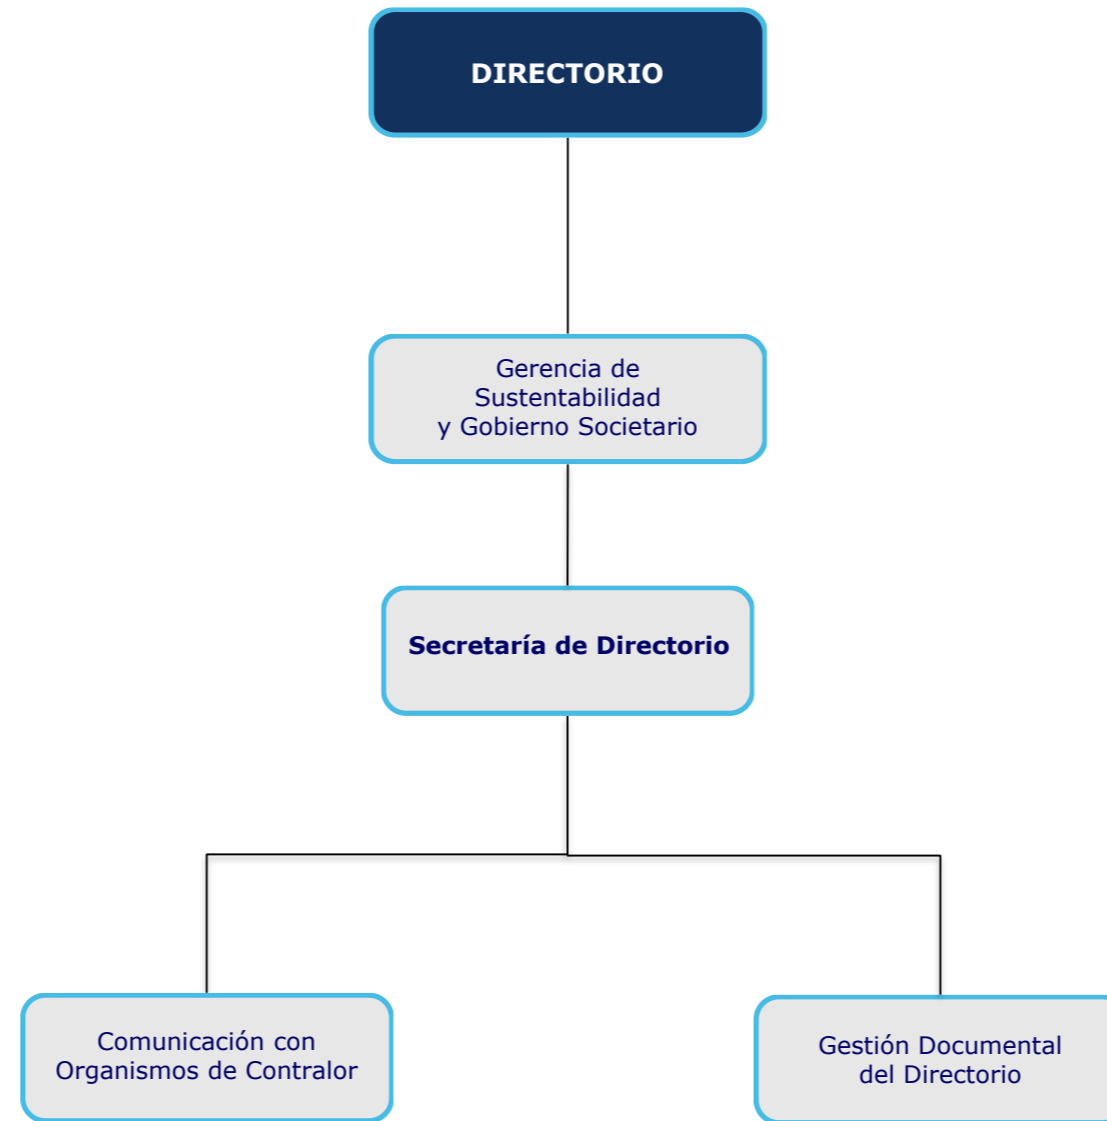 DIRECTORIO
Gerencia de
Sustentabilidad
y Gobierno Societario
Secretaría de Directorio
Comunicación con
Organismos de Contralor
Gestión Documental
del Directorio